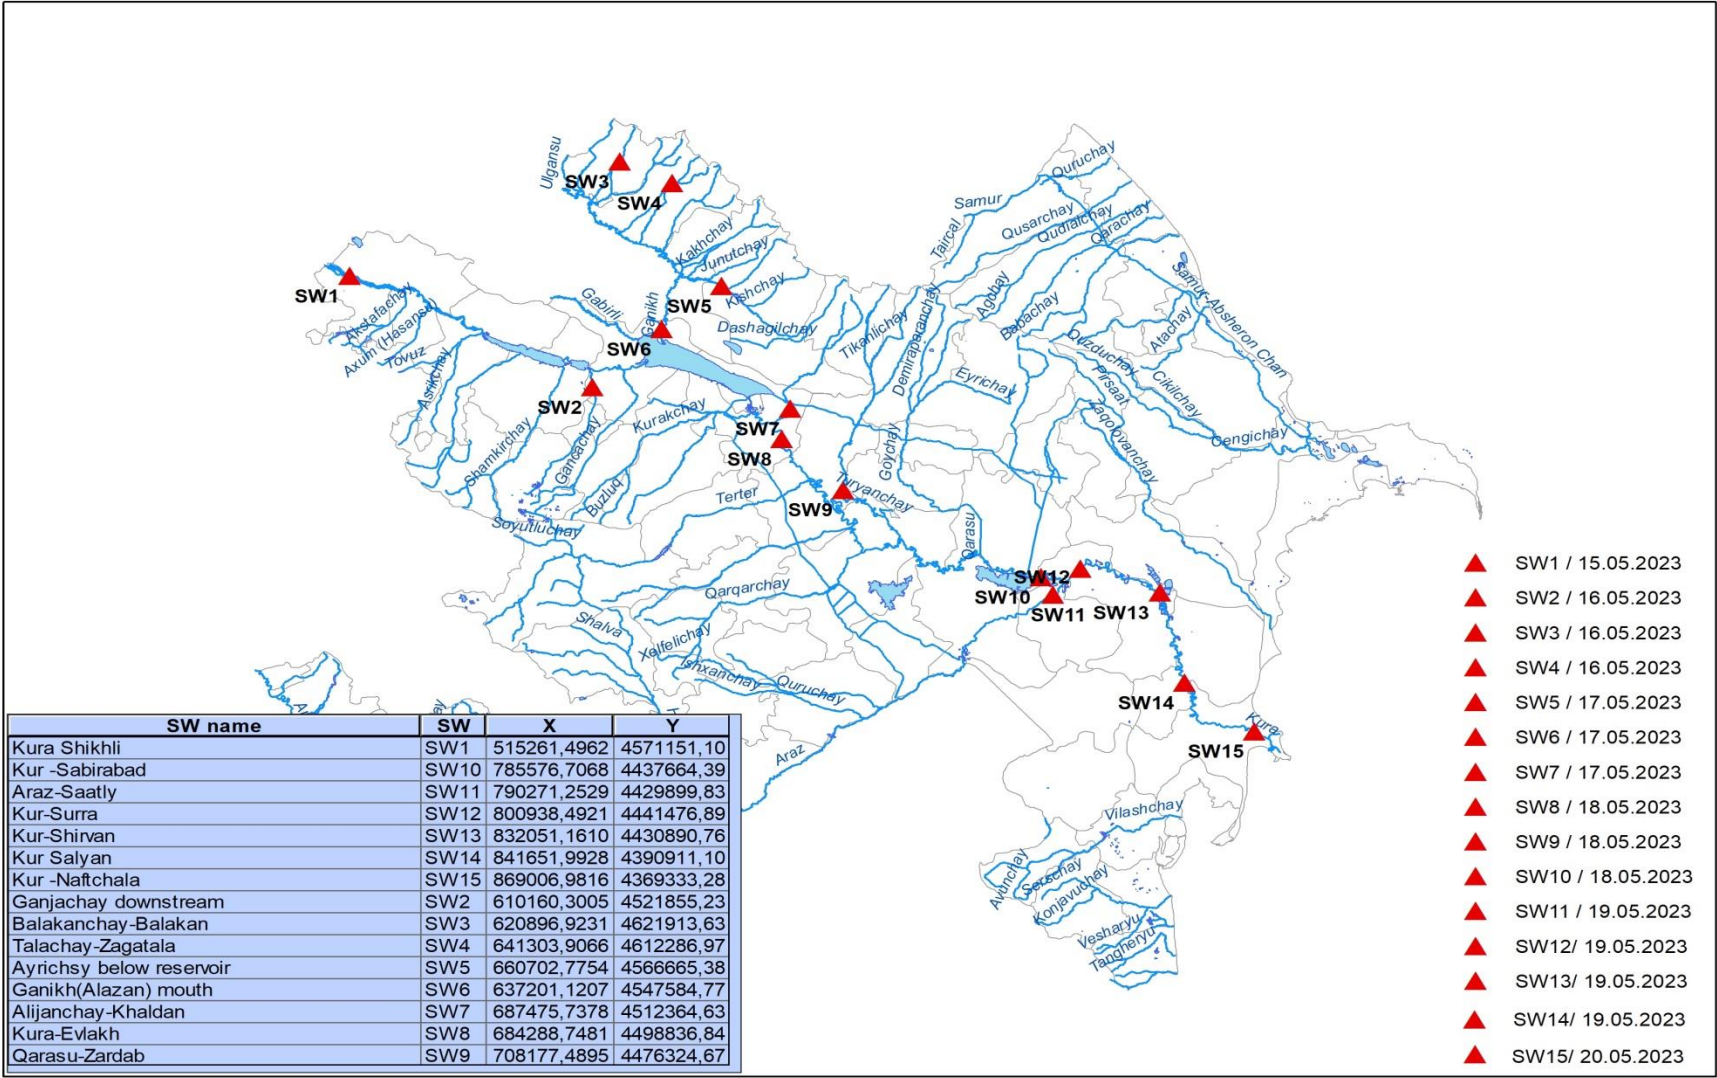 Ulgansu
SW3
SW4
Quruchay
Samur
Qusarchay
Qudialchay
Qarachay
Taircal
Kakhchay
Junutchay
Samur-Absheron Chan
SW1
SW5
Kishchay
Agchay
Gabirli
Ganikh
Akstafachay
Axum (Hasansu)
Babachay
Atachay
Dashagilchay
Tikanlichay
Demiraparanchay
SW6
Tovuz
Quzduchay
Ashikchay
Eyrichay
Pirsaat
Cikilchay
SW2
Kurakchay
SW7
Zaqolovanchay
Cengichay
Shamkirchay
Gancachay
SW8
Goychay
Buzluq
Turyanchay
Terter
SW9
Soyutluchay
Qarasu
SW12
Qarqarchay
SW10
SW11
SW13
Shalva
Xelfelichay
Ishxanchay
Quruchay
SW14
Kura
SW15
Araz
Vilashchay
Avunchay
Serschay
Konjavuchay
Vesharyu
Tangheryu
SW name SW X Y
Kura Shikhli SW1 515261,4962 4571151,10
Kur -Sabirabad SW10 785576,7068 4437664,39
Araz-Saatly SW11 790271,2529 4429899,83
Kur-Surra SW12 800938,4921 4441476,89
Kur-Shirvan SW13 832051,1610 4430890,76
Kur Salyan SW14 841651,9928 4390911,10
Kur -Naftchala SW15 869006,9816 4369333,28
Ganjachay downstream SW2 610160,3005 4521855,23
Balakanchay-Balakan SW3 620896,9231 4621913,63
Talachay-Zagatala SW4 641303,9066 4612286,97
Ayrichsy below reservoir SW5 660702,7754 4566665,38
Ganikh(Alazan) mouth SW6 637201,1207 4547584,77
Alijanchay-Khaldan SW7 687475,7378 4512364,63
Kura-Evlakh SW8 684288,7481 4498836,84
Qarasu-Zardab SW9 708177,4895 4476324,67
SW1 / 15.05.2023
SW2 / 16.05.2023
SW3 / 16.05.2023
SW4 / 16.05.2023
SW5 / 17.05.2023
SW6 / 17.05.2023
SW7 / 17.05.2023
SW8 / 18.05.2023
SW9 / 18.05.2023
SW10 / 18.05.2023
SW11 / 19.05.2023
SW12/ 19.05.2023
SW13/ 19.05.2023
SW14/ 19.05.2023
SW15/ 20.05.2023